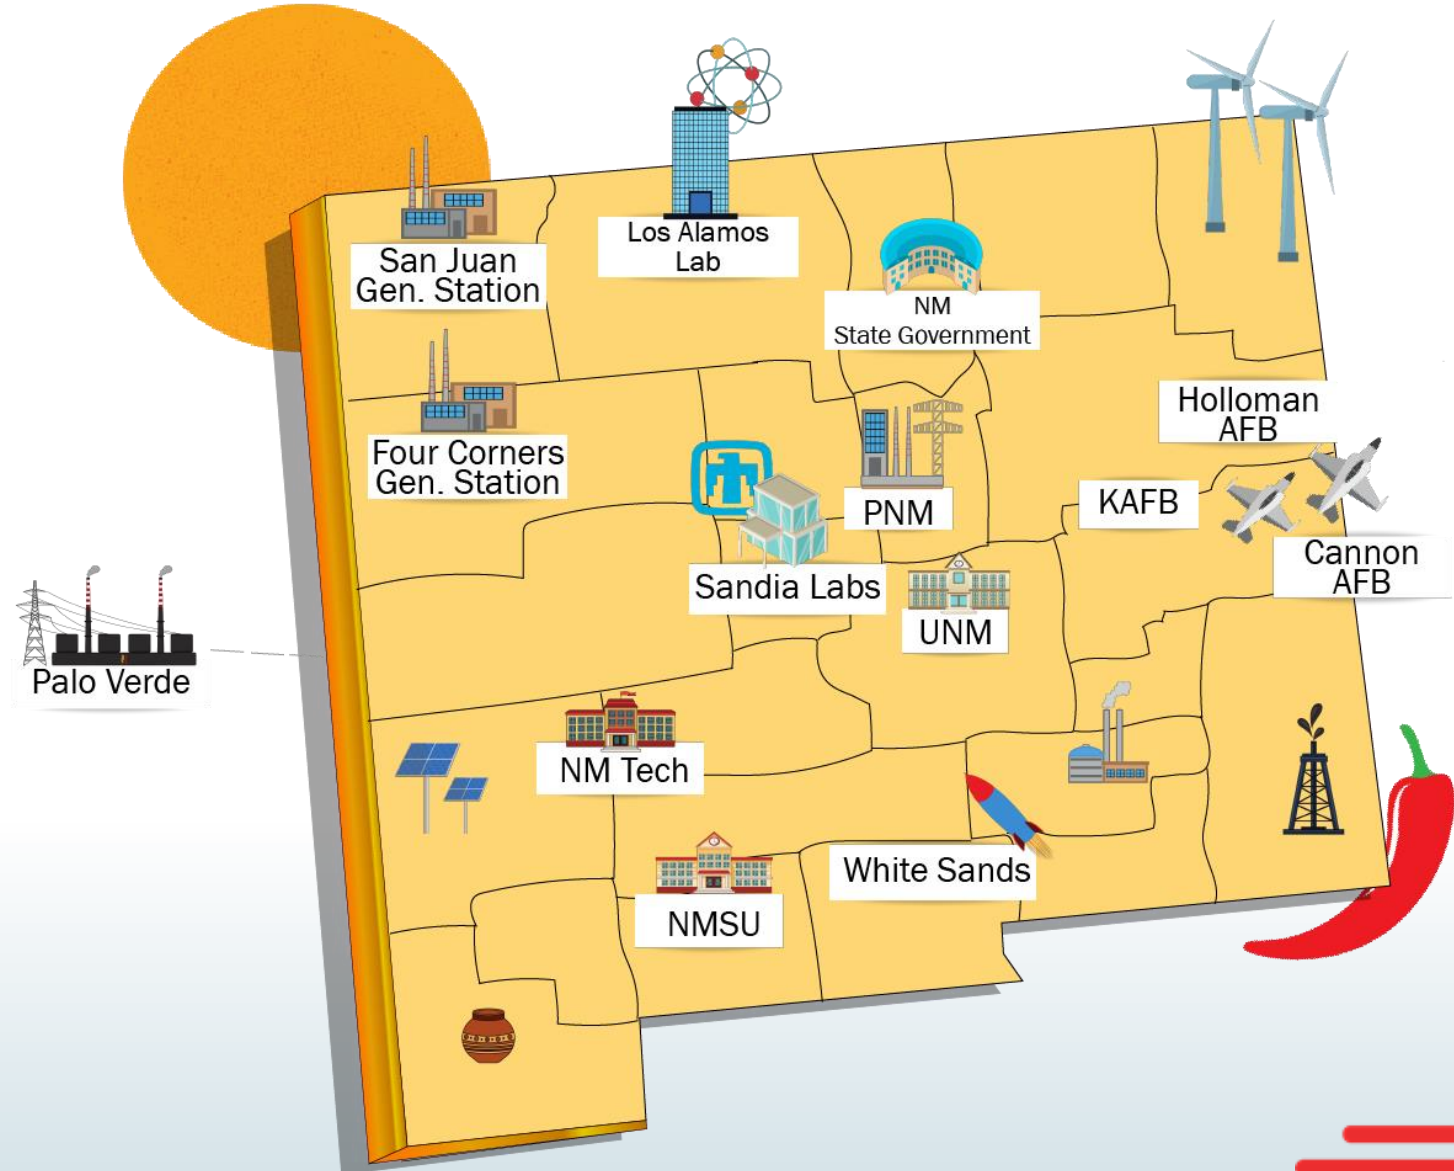 San Juan
Gen. Station
Los Alamos
Lab
NM
State Government
Four Corners
Gen. Station
Holloman
AFB
PNM
KAFB
Cannon
AFB
Sandia Labs
UNM
Palo Verde
NM Tech
White Sands
NMSU